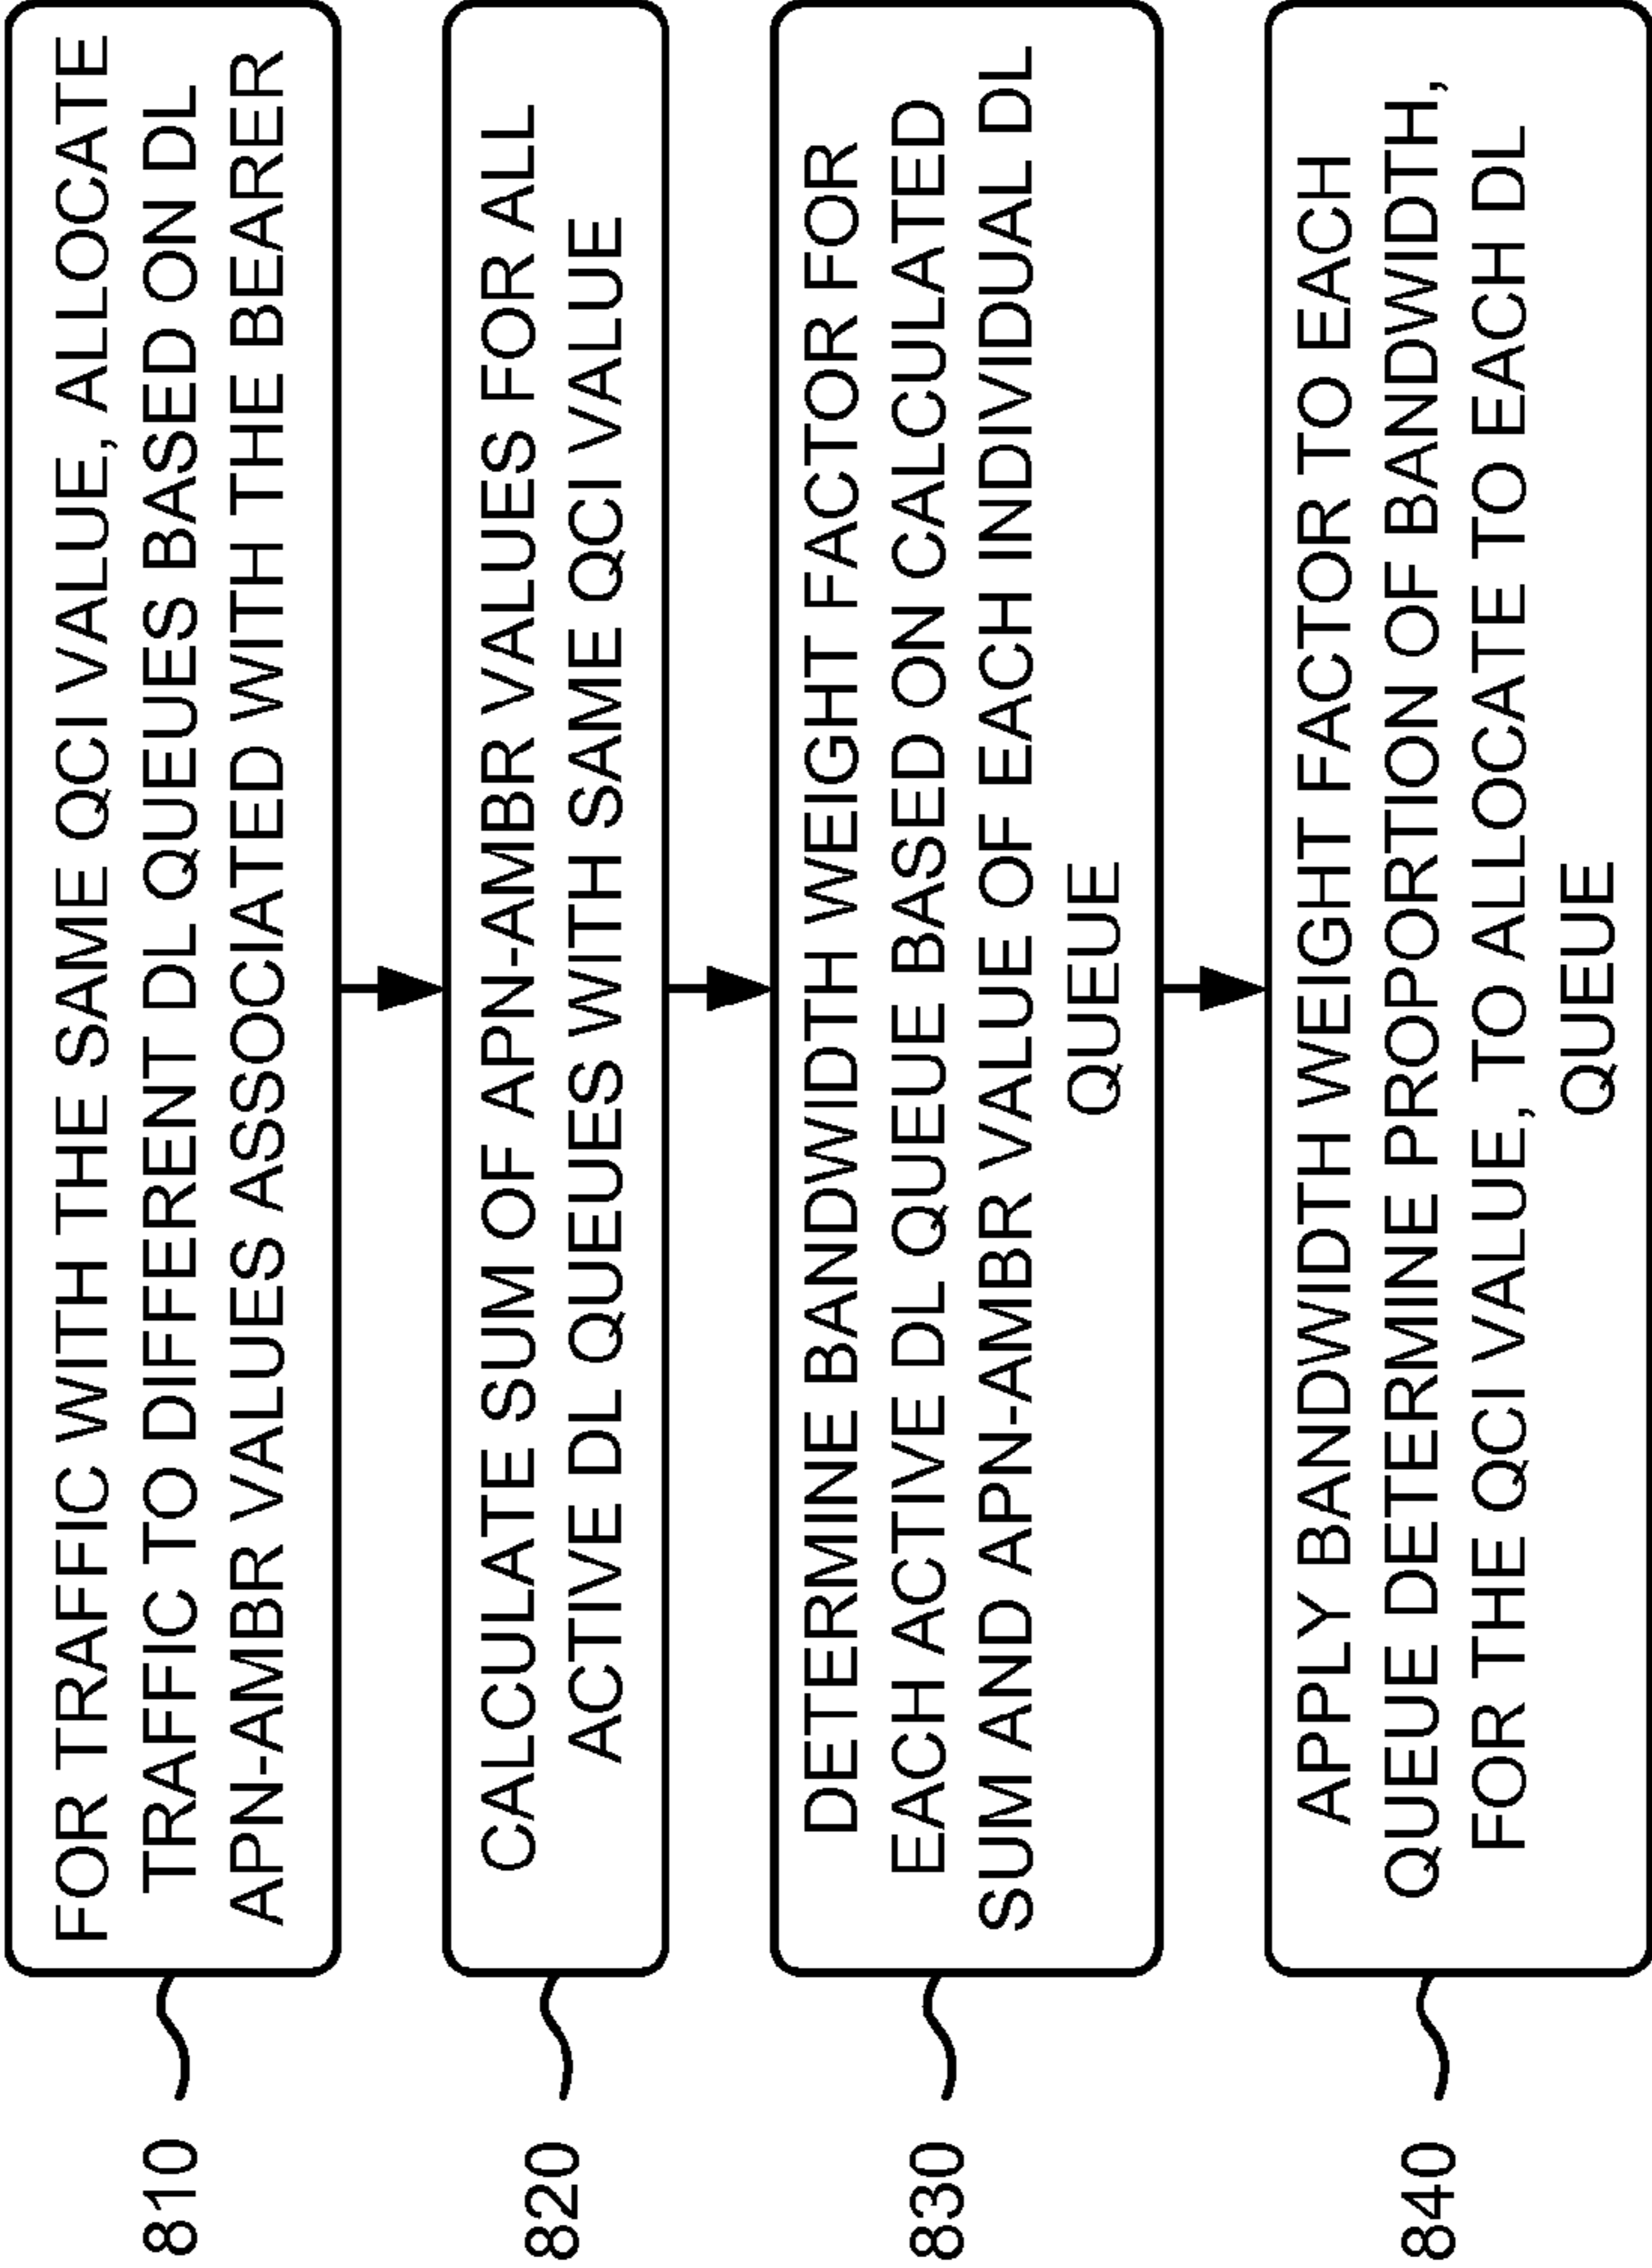 810
FOR TRAFFIC WITH THE SAME QCI VALUE, ALLOCATE
TRAFFIC TO DIFFERENT DL QUEUES BASED ON DL
APN-AMBR VALUES ASSOCIATED WITH THE BEARER
820
CALCULATE SUM OF APN-AMBR VALUES FOR ALL
ACTIVE DL QUEUES WITH SAME QCI VALUE
830
DETERMINE BANDWIDTH WEIGHT FACTOR FOR
EACH ACTIVE DL QUEUE BASED ON CALCULATED
SUM AND APN-AMBR VALUE OF EACH INDIVIDUAL DL
QUEUE
840
APPLY BANDWIDTH WEIGHT FACTOR TO EACH
QUEUE DETERMINE PROPORTION OF BANDWIDTH,
FOR THE QCI VALUE, TO ALLOCATE TO EACH DL
QUEUE